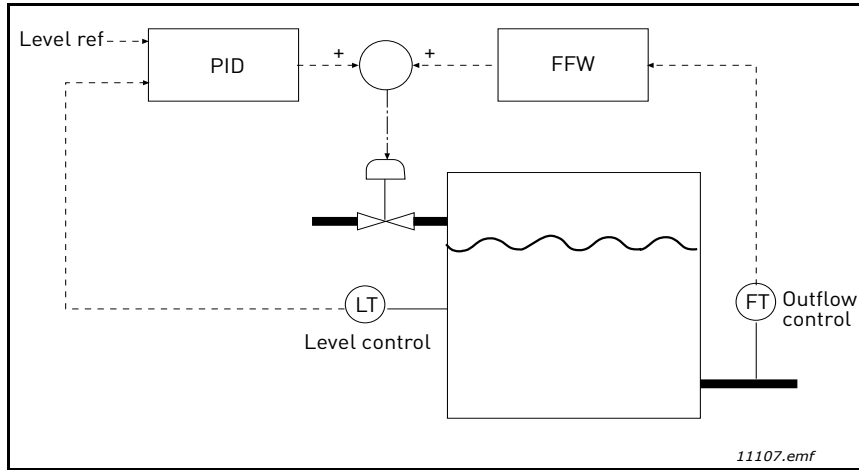 Level ref
PID
+
+
FFW
LT
Level control
FT
Outflow
control
11107.emf